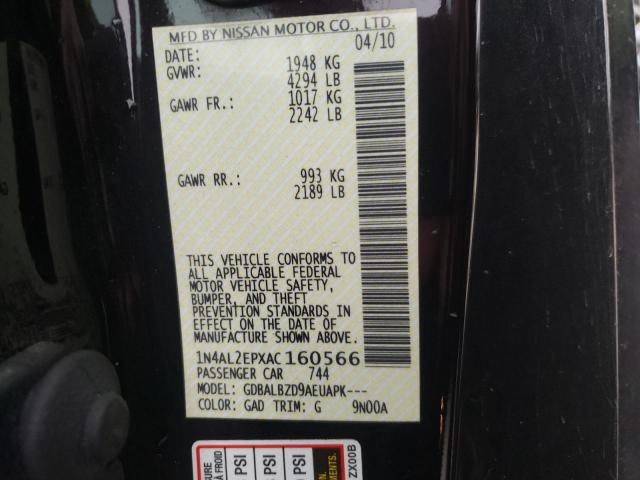 MFD BY NISSAN MOTOR CO., LTD.
DATE: 04/10
GVWR: 1948 KG
4294 LB
GAWR FR.: 1017 KG
2242 LB
GAWR RR.: 993 KG
2189 LB
THIS VEHICLE CONFORMS TO
ALL APPLICABLE FEDERAL
MOTOR VEHICLE SAFETY,
BUMPER, AND THEFT
PREVENTION STANDARDS IN
EFFECT ON THE DATE OF
MANUFACTURE SHOWN ABOVE.
1N4AL2EPXAC160566
PASSENGER CAR 744
MODEL: GDBALBZD9AEUAPK---
COLOR: GAD TRIM: G 9N00A
À FROID
PSI
PSI
PSI
ZX00B